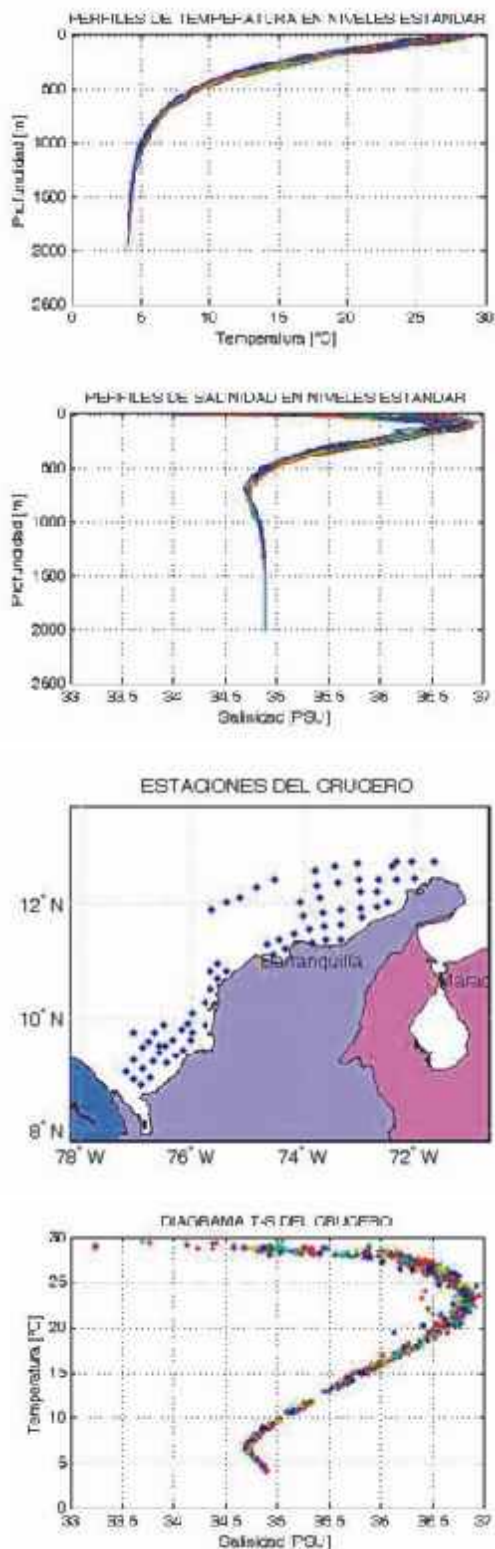 PERFILES DE TEMPERATURA EN NIVELES ESTANDAR
0
500
1000
1500
2000
2500
Profundidad [m]
0 5 10 15 20 25 30
Temperatura [°C]
PERFILES DE SALINIDAD EN NIVELES ESTANDAR
0
500
1000
1500
2000
2500
Profundidad [m]
33 33.5 34 34.5 35 35.5 36 36.5 37
Salinidad [PSU]
ESTACIONES DEL CRUCERO
12° N
10° N
8° N
Barranquilla
Marac
78° W 76° W 74° W 72° W
DIAGRAMA T-S DEL CRUCERO
30
25
20
15
10
5
0
Temperatura [°C]
33 33.5 34 34.5 35 35.5 36 36.5 37
Salinidad [PSU]